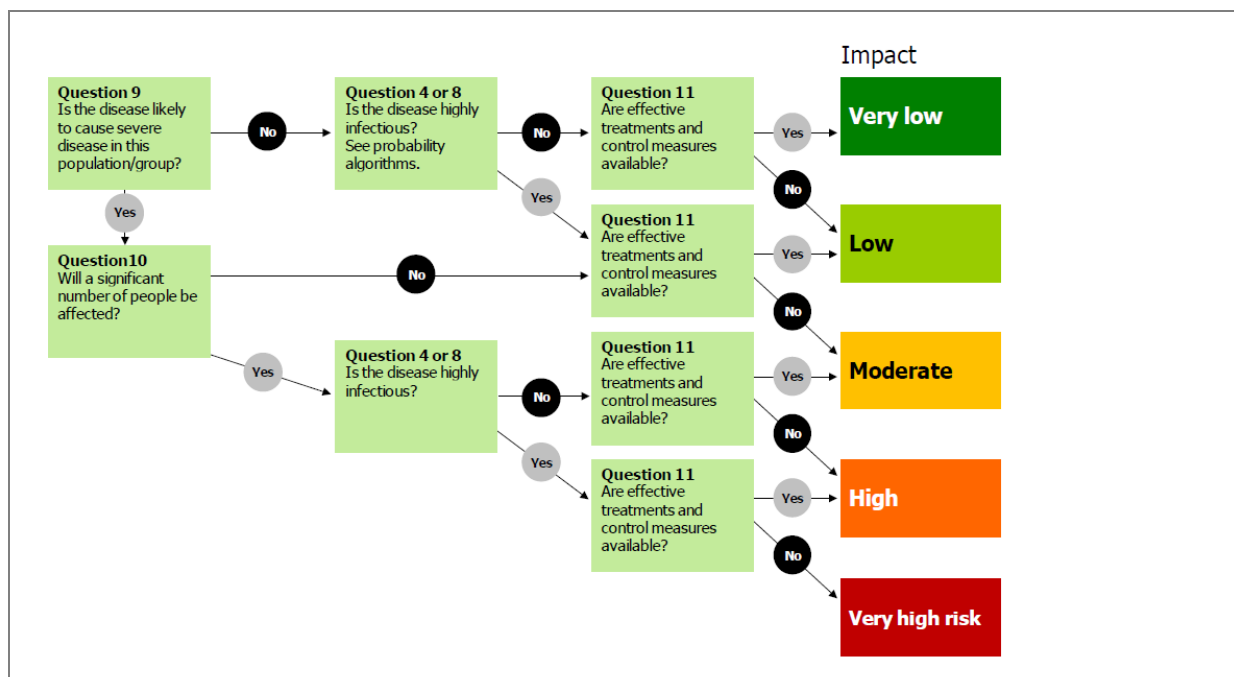 Impact
Question 9
Is the disease likely
to cause severe
disease in this
population/group?
No
Question 4 or 8
Is the disease highly
infectious?
See probability
algorithms.
No
Question 11
Are effective
treatments and
control measures
available?
Yes
Very low
No
Yes
Yes
Question 11
Are effective
treatments and
control measures
available?
Yes
Low
Question10
Will a significant
number of people be
affected?
No
No
Yes
Question 4 or 8
Is the disease highly
infectious?
No
Question 11
Are effective
treatments and
control measures
available?
Yes
Moderate
No
Yes
Question 11
Are effective
treatments and
control measures
available?
Yes
High
No
Very high risk